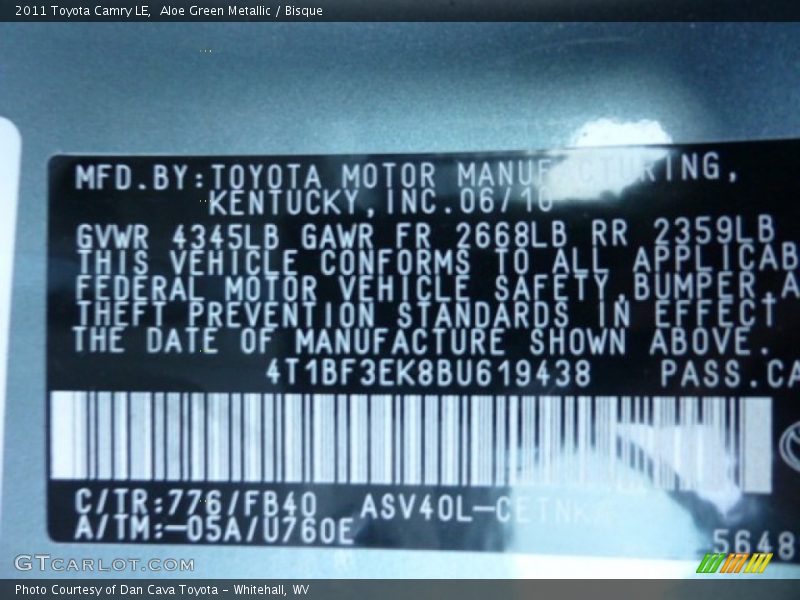 2011 Toyota Camry LE,  Aloe Green Metallic / Bisque
MFD.BY:TOYOTA MOTOR MANUFACTURING,
KENTUCKY,INC.06/10
GVWR 4345LB GAWR FR 2668LB RR 2359LB
THIS VEHICLE CONFORMS TO ALL APPLICAB
FEDERAL MOTOR VEHICLE SAFETY,BUMPER,A
THEFT PREVENTION STANDARDS IN EFFECT
THE DATE OF MANUFACTURE SHOWN ABOVE.
4T1BF3EK8BU619438 PASS.CA
C/TR:776/FB40 ASV40L-CETNKA
A/TM:-05A/U760E
5648
GTCARLOT.COM
Photo Courtesy of Dan Cava Toyota - Whitehall, WV